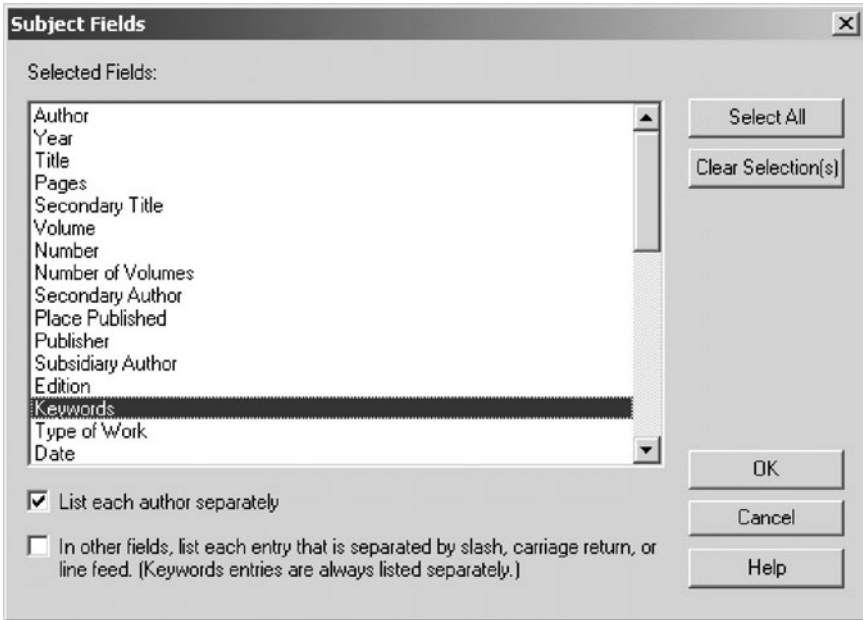 Subject Fields
Selected Fields:
Author
Year
Title
Pages
Secondary Title
Volume
Number
Number of Volumes
Secondary Author
Place Published
Publisher
Subsidiary Author
Edition
Keywords
Type of Work
Date
Select All
Clear Selection(s)
List each author separately
In other fields, list each entry that is separated by slash, carriage return, or
line feed. (Keywords entries are always listed separately.)
OK
Cancel
Help